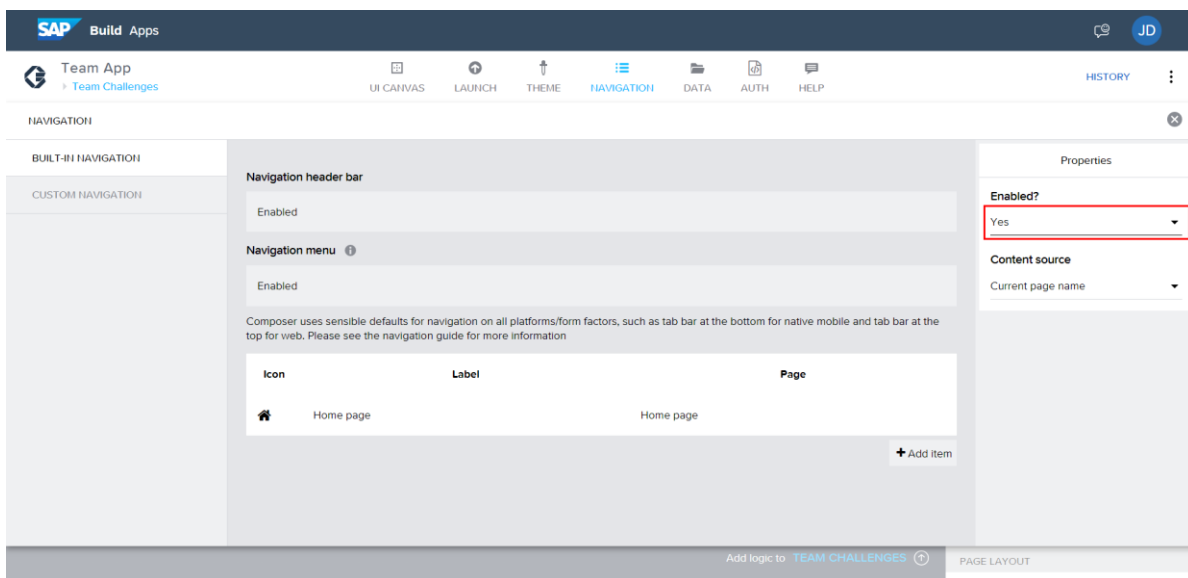 SAP Build Apps
JD
Team App
Team Challenges
UI CANVAS LAUNCH THEME NAVIGATION DATA AUTH HELP
HISTORY
NAVIGATION
BUILT-IN NAVIGATION
CUSTOM NAVIGATION
Navigation header bar
Enabled
Navigation menu
Enabled
Composer uses sensible defaults for navigation on all platforms/form factors, such as tab bar at the bottom for native mobile and tab bar at the
top for web. Please see the navigation guide for more information
Icon Label Page
Home page Home page
+ Add item
Properties
Enabled?
Yes
Content source
Current page name
Add logic to TEAM CHALLENGES
PAGE LAYOUT